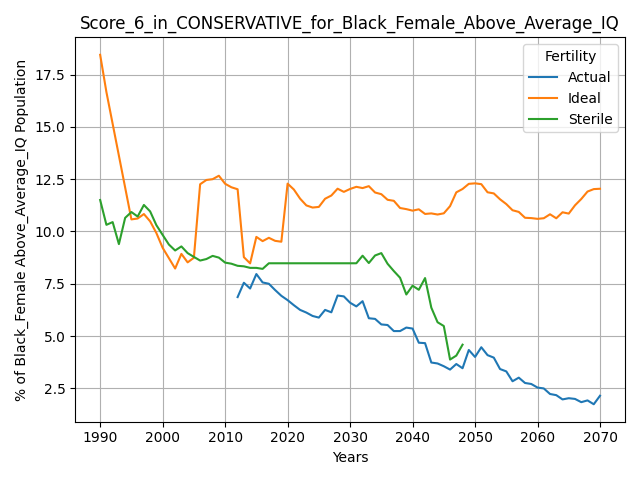 Score_6_in_CONSERVATIVE_for_Black_Female_Above_Average_IQ
% of Black_Female Above_Average_IQ Population
17.5
15.0
12.5
10.0
7.5
5.0
2.5
Fertility
Actual
Ideal
Sterile
1990 2000 2010 2020 2030 2040 2050 2060 2070
Years